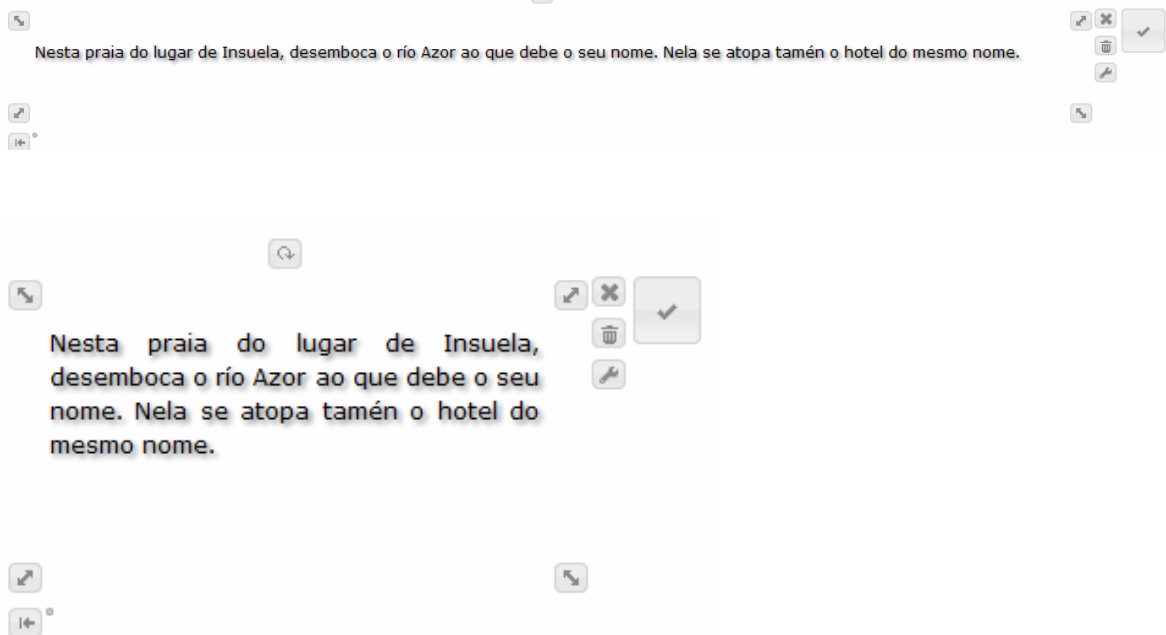 Nesta praia do lugar de Insuela, desemboca o río Azor ao que debe o seu nome. Nela se atopa tamén o hotel do mesmo nome.
Nesta praia do lugar de Insuela,
desemboca o río Azor ao que debe o seu
nome. Nela se atopa tamén o hotel do
mesmo nome.